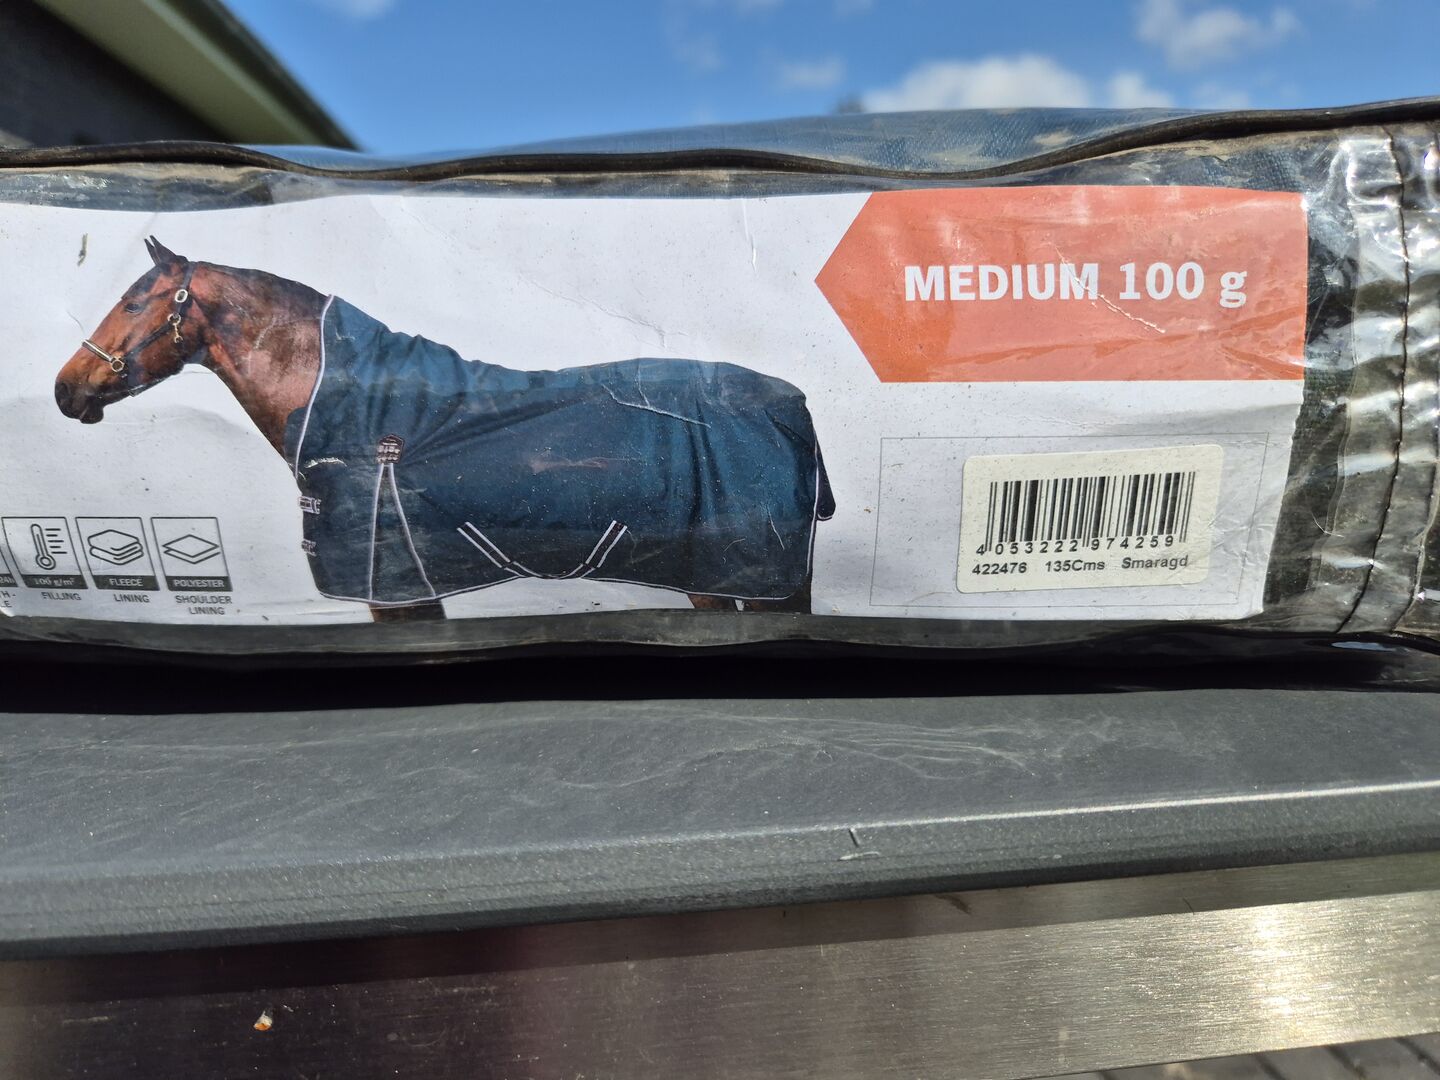 MEDIUM 100 g
4 053222 974259
422476 135Cms Smaragd
100 g/m²
FILLING
FLEECE
LINING
POLYESTER
SHOULDER
LINING